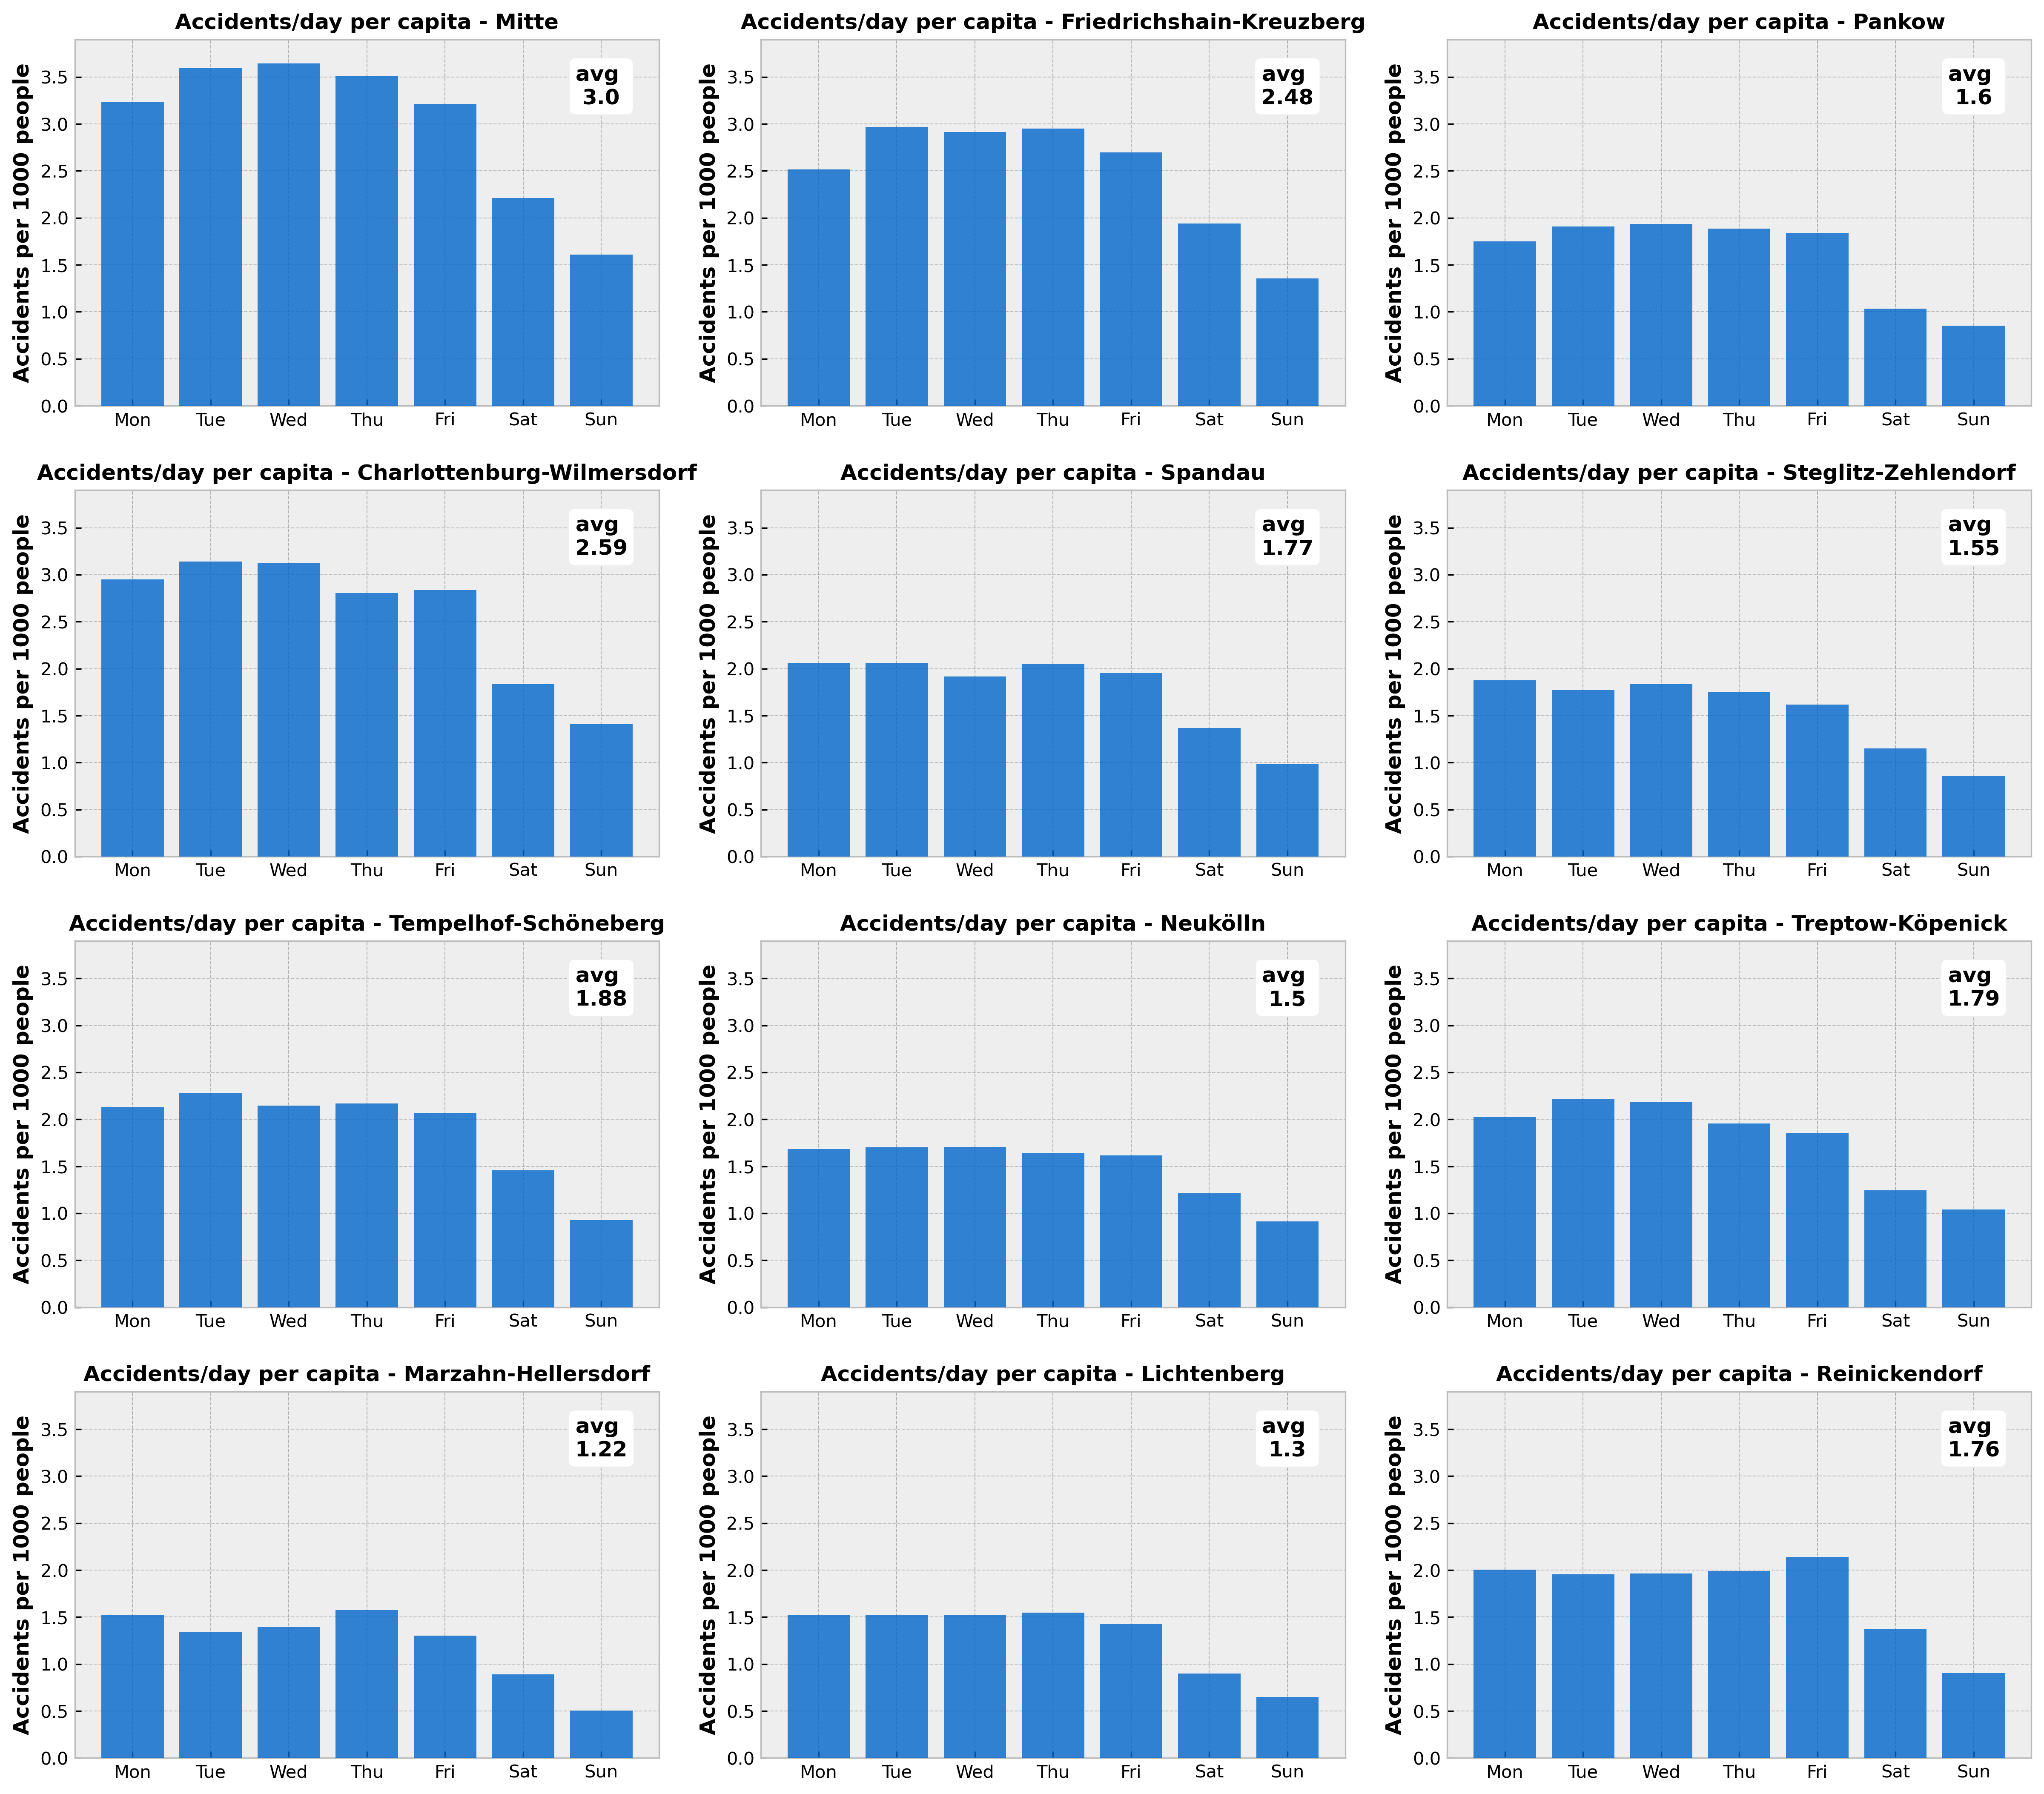 Accidents/day per capita - Mitte
Accidents per 1000 people
3.5
3.0
2.5
2.0
1.5
1.0
0.5
0.0
avg
3.0
Mon Tue Wed Thu Fri Sat Sun
Accidents/day per capita - Friedrichshain-Kreuzberg
Accidents per 1000 people
3.5
3.0
2.5
2.0
1.5
1.0
0.5
0.0
avg
2.48
Mon Tue Wed Thu Fri Sat Sun
Accidents/day per capita - Pankow
Accidents per 1000 people
3.5
3.0
2.5
2.0
1.5
1.0
0.5
0.0
avg
1.6
Mon Tue Wed Thu Fri Sat Sun
Accidents/day per capita - Charlottenburg-Wilmersdorf
Accidents per 1000 people
3.5
3.0
2.5
2.0
1.5
1.0
0.5
0.0
avg
2.59
Mon Tue Wed Thu Fri Sat Sun
Accidents/day per capita - Spandau
Accidents per 1000 people
3.5
3.0
2.5
2.0
1.5
1.0
0.5
0.0
avg
1.77
Mon Tue Wed Thu Fri Sat Sun
Accidents/day per capita - Steglitz-Zehlendorf
Accidents per 1000 people
3.5
3.0
2.5
2.0
1.5
1.0
0.5
0.0
avg
1.55
Mon Tue Wed Thu Fri Sat Sun
Accidents/day per capita - Tempelhof-Schöneberg
Accidents per 1000 people
3.5
3.0
2.5
2.0
1.5
1.0
0.5
0.0
avg
1.88
Mon Tue Wed Thu Fri Sat Sun
Accidents/day per capita - Neukölln
Accidents per 1000 people
3.5
3.0
2.5
2.0
1.5
1.0
0.5
0.0
avg
1.5
Mon Tue Wed Thu Fri Sat Sun
Accidents/day per capita - Treptow-Köpenick
Accidents per 1000 people
3.5
3.0
2.5
2.0
1.5
1.0
0.5
0.0
avg
1.79
Mon Tue Wed Thu Fri Sat Sun
Accidents/day per capita - Marzahn-Hellersdorf
Accidents per 1000 people
3.5
3.0
2.5
2.0
1.5
1.0
0.5
0.0
avg
1.22
Mon Tue Wed Thu Fri Sat Sun
Accidents/day per capita - Lichtenberg
Accidents per 1000 people
3.5
3.0
2.5
2.0
1.5
1.0
0.5
0.0
avg
1.3
Mon Tue Wed Thu Fri Sat Sun
Accidents/day per capita - Reinickendorf
Accidents per 1000 people
3.5
3.0
2.5
2.0
1.5
1.0
0.5
0.0
avg
1.76
Mon Tue Wed Thu Fri Sat Sun